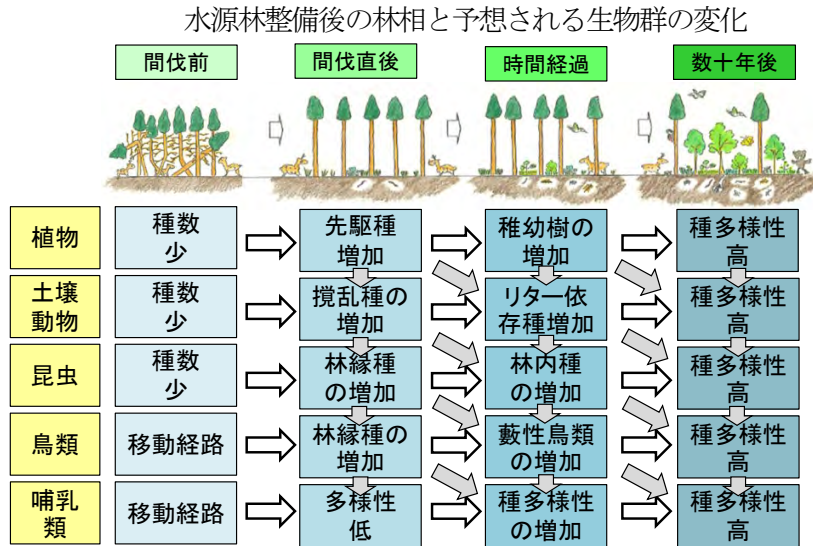 水源林整備後の林相と予想される生物群の変化
間伐前
間伐直後
時間経過
数十年後
植物
種数
少
先駆種
増加
稚幼樹の
増加
種多様性
高
土壌
動物
種数
少
撹乱種の
増加
リター依
存種増加
種多様性
高
昆虫
種数
少
林縁種
の増加
林内種
の増加
種多様性
高
鳥類
移動経路
林縁種の
増加
藪性鳥類
の増加
種多様性
高
哺乳
類
移動経路
多様性
低
種多様性
の増加
種多様性
高